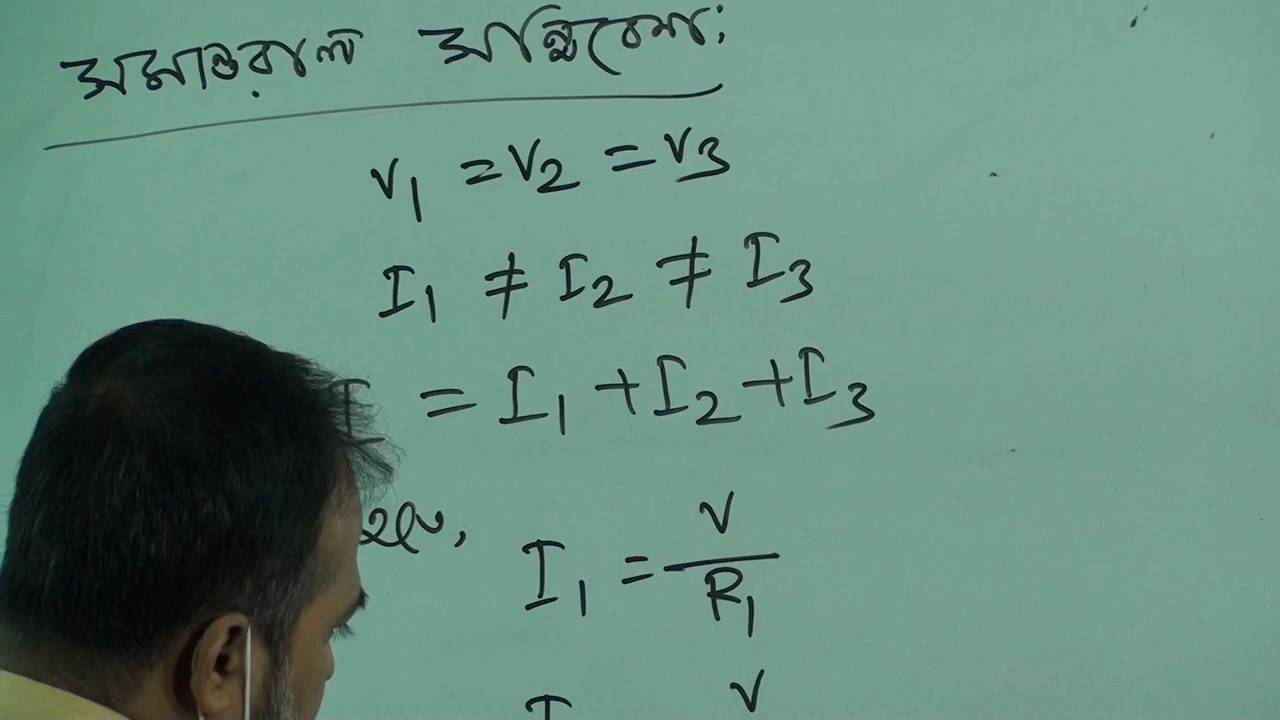 সমান্তরাল সন্নিবেশ:
V₁ = V₂ = V₃
I₁ ≠ I₂ ≠ I₃
I = I₁ + I₂ + I₃
I₁ = V/R₁
I V